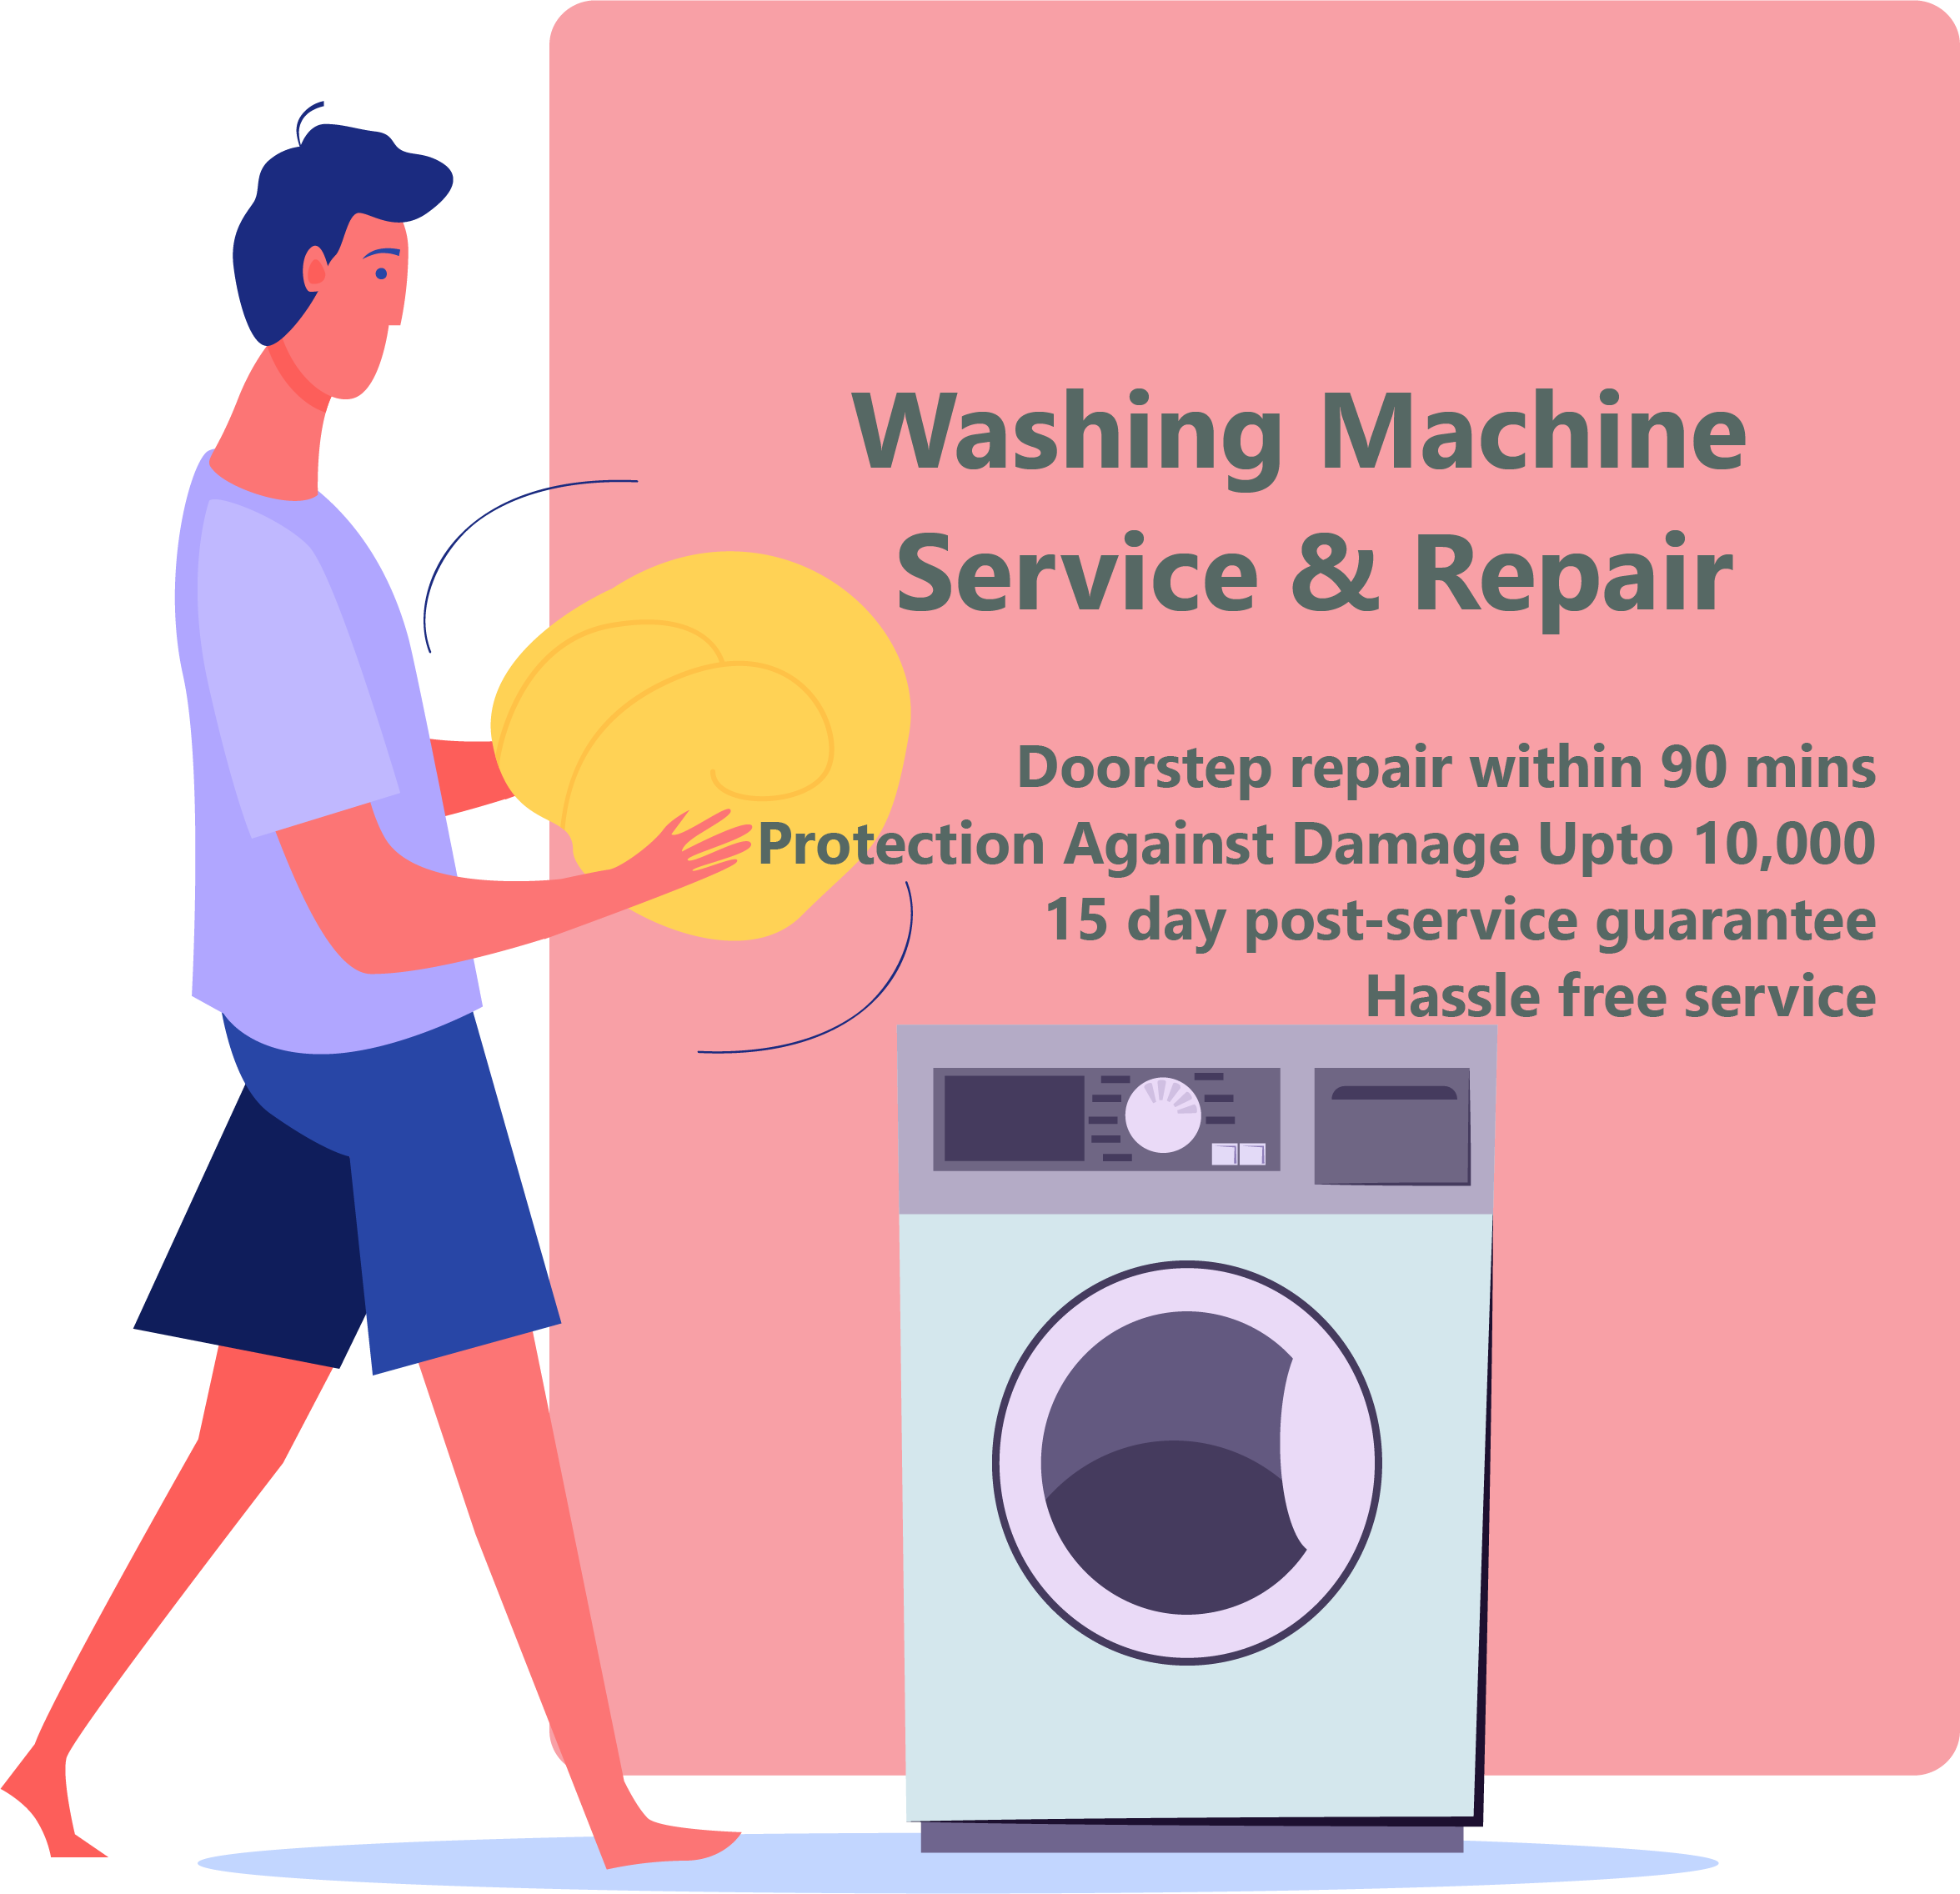 Washing Machine
Service & Repair
Doorstep repair within 90 mins
Protection Against Damage Upto 10,000
15 day post-service guarantee
Hassle free service